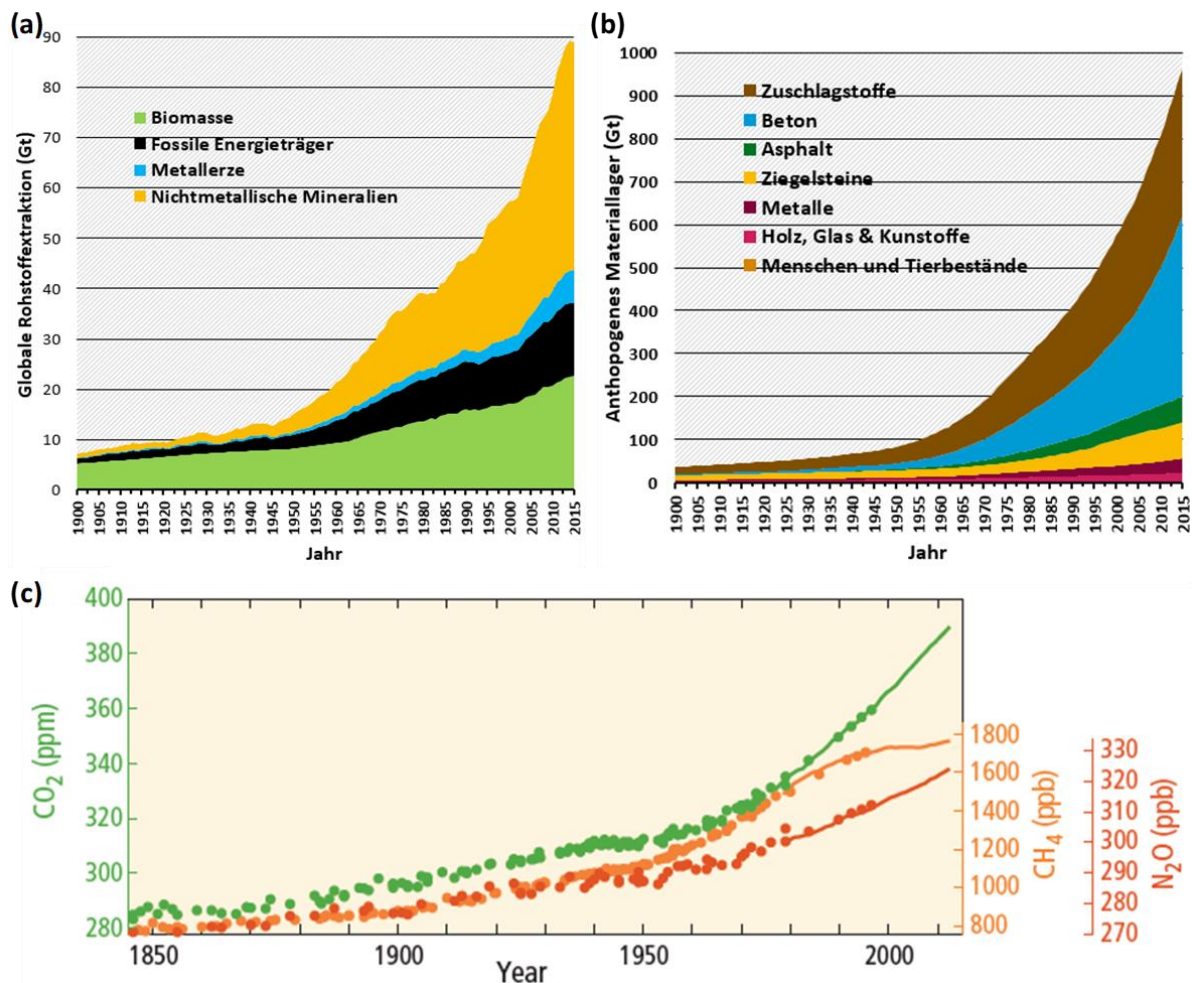 (a)
Globale Rohstoffextraktion (Gt)
90
80
70
60
50
40
30
20
10
0
Biomasse
Fossile Energieträger
Metallerze
Nichtmetallische Mineralien
1900 1905 1910 1915 1920 1925 1930 1935 1940 1945 1950 1955 1960 1965 1970 1975 1980 1985 1990 1995 2000 2005 2010 2015
Jahr
(b)
Anthopogenes Materiallager (Gt)
1000
900
800
700
600
500
400
300
200
100
0
Zuschlagstoffe
Beton
Asphalt
Ziegelsteine
Metalle
Holz, Glas & Kunstoffe
Menschen und Tierbestände
1900 1905 1910 1915 1920 1925 1930 1935 1940 1945 1950 1955 1960 1965 1970 1975 1980 1985 1990 1995 2000 2005 2010 2015
Jahr
(c)
CO₂ (ppm)
400
380
360
340
320
300
280
1800
1600
1400
1200
1000
800
CH₄ (ppb)
330
320
310
300
290
280
270
N₂O (ppb)
1850 1900 1950 2000
Year